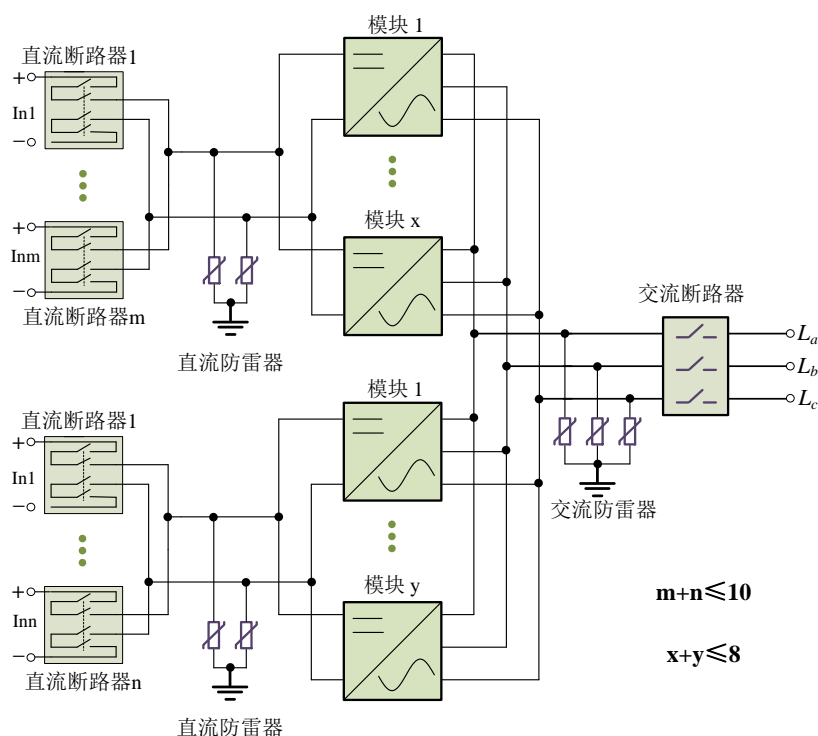 模块 1
直流断路器1
+
In1
−
模块 x
+
Inm
−
直流断路器m
直流防雷器
交流断路器
La
Lb
Lc
交流防雷器
模块 1
直流断路器1
+
In1
−
模块 y
+
Inn
−
直流断路器n
直流防雷器
m+n≤10
x+y≤8